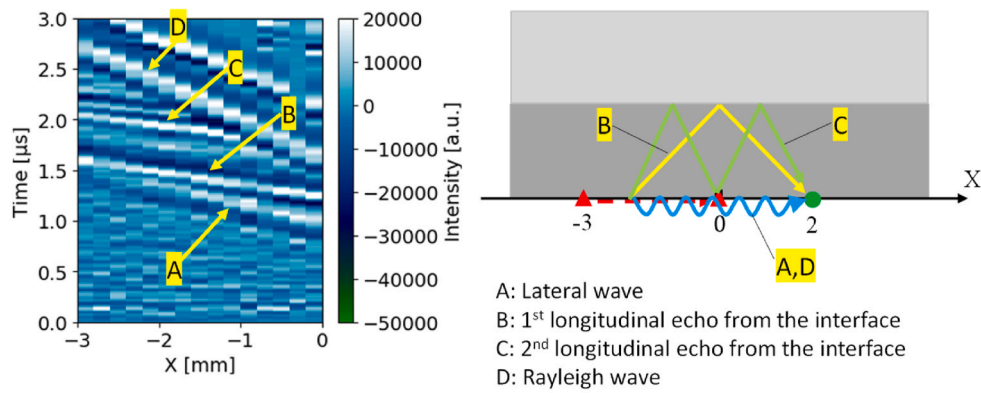 3.0
2.5
2.0
1.5
1.0
0.5
0.0
Time [µs]
−3
−2
−1
0
X [mm]
D
C
B
A
20000
10000
0
−10000
−20000
−30000
−40000
−50000
Intensity [a.u.]
B
C
X
-3
0
2
A,D
A: Lateral wave
B: 1st longitudinal echo from the interface
C: 2nd longitudinal echo from the interface
D: Rayleigh wave